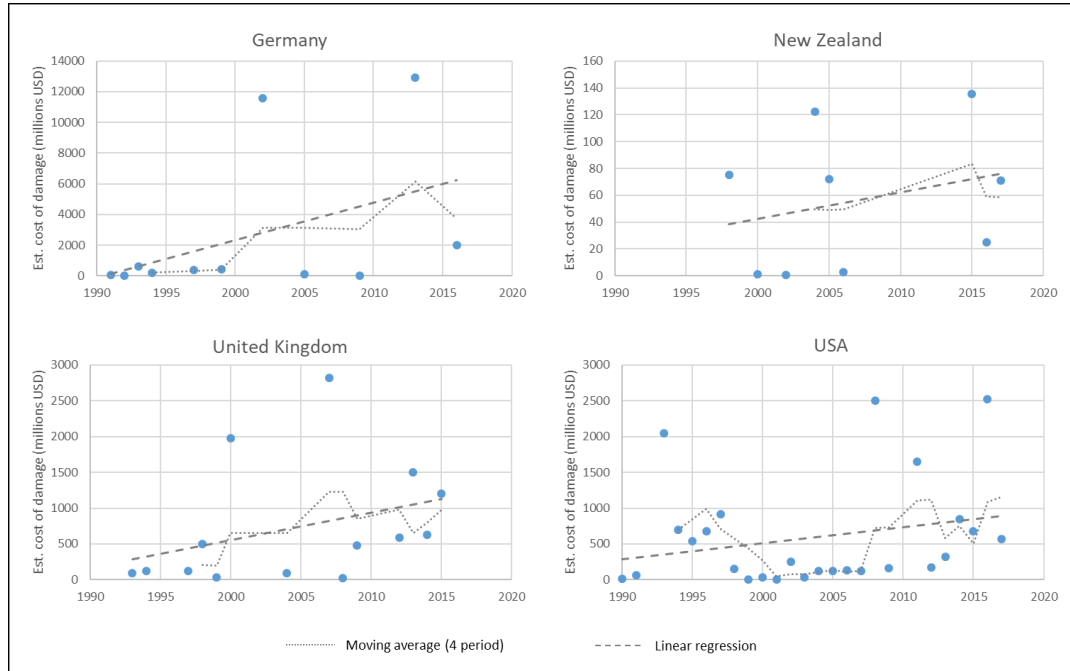 Germany
Est. cost of damage (millions USD)
14000
12000
10000
8000
6000
4000
2000
0
1990 1995 2000 2005 2010 2015 2020
New Zealand
Est. cost of damage (millions USD)
160
140
120
100
80
60
40
20
0
1995 2000 2005 2010 2015 2020
United Kingdom
Est. cost of damage (millions USD)
3000
2500
2000
1500
1000
500
0
1990 1995 2000 2005 2010 2015 2020
USA
Est. cost of damage (millions USD)
3000
2500
2000
1500
1000
500
0
1990 1995 2000 2005 2010 2015 2020
Moving average (4 period) Linear regression